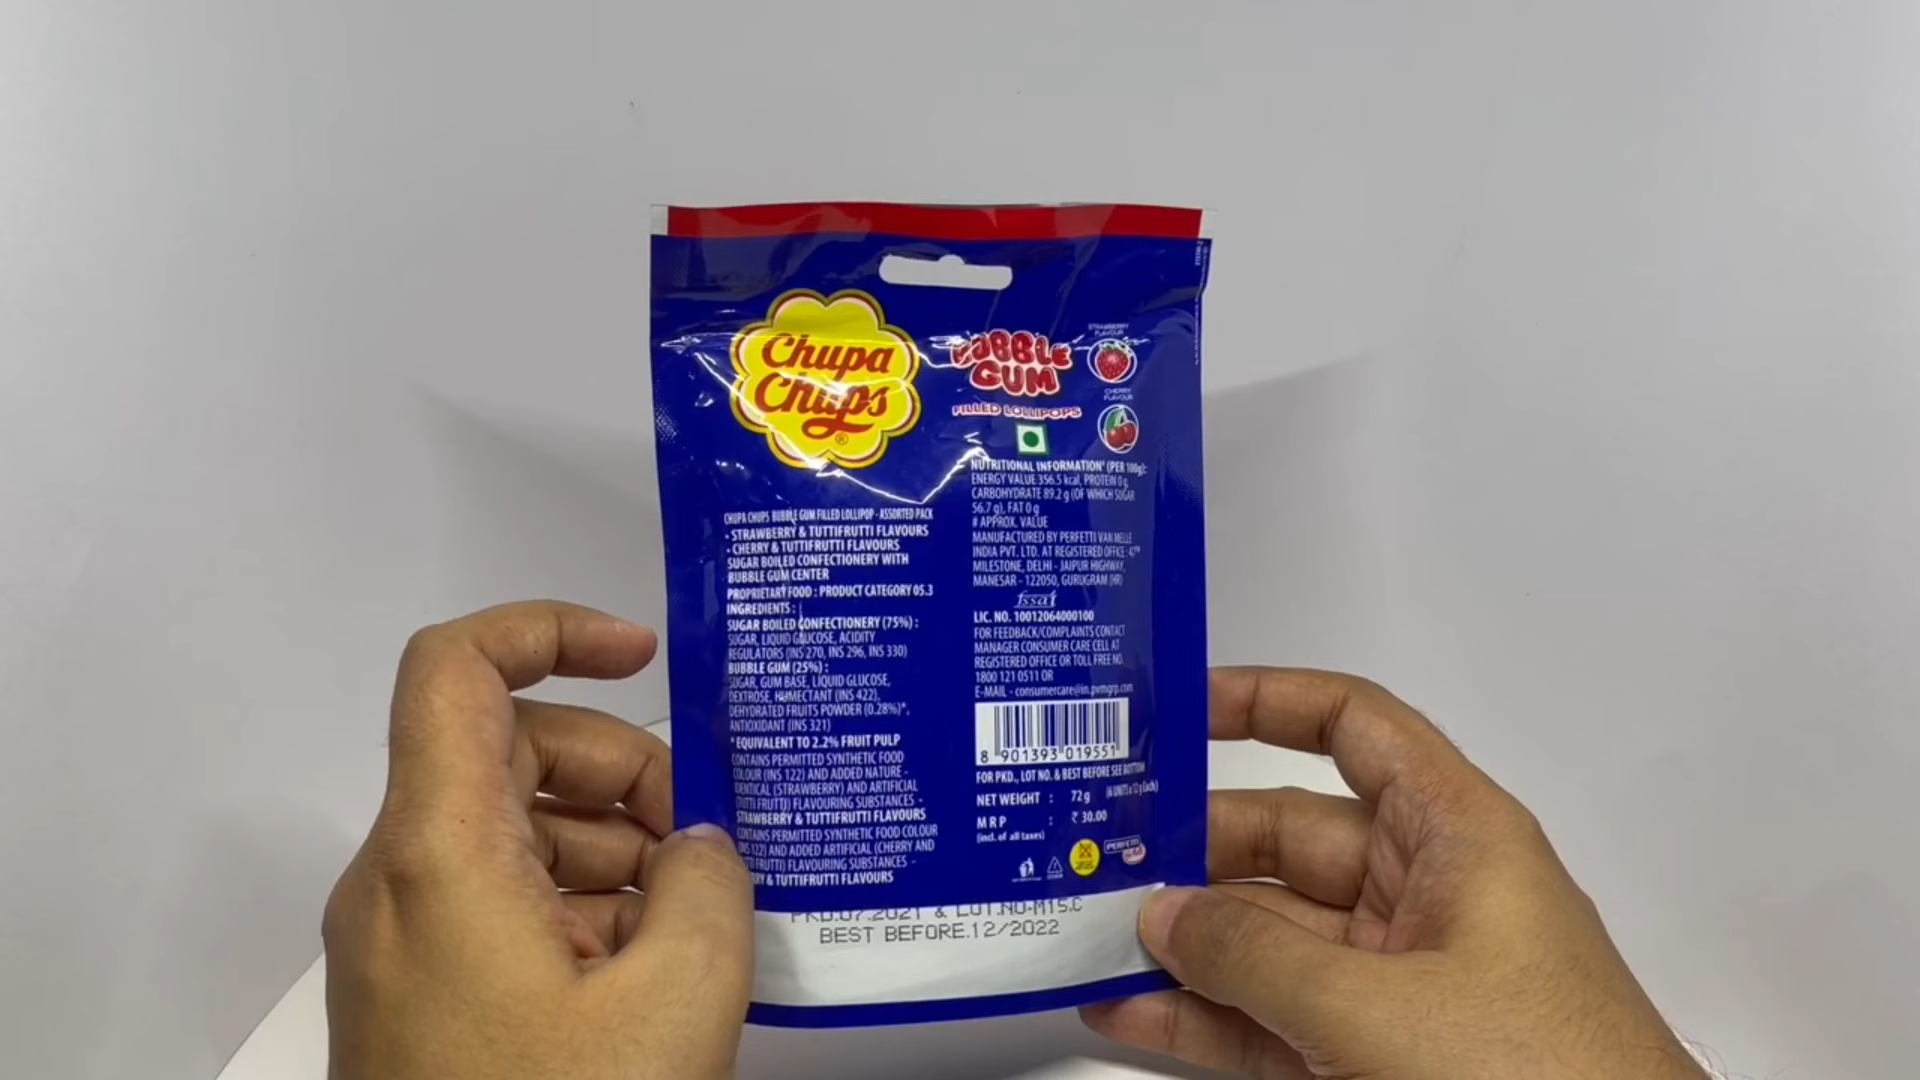 Chupa
Chups
®
BUBBLE
GUM
FILLED LOLLIPOPS
STRAWBERRY
FLAVOUR
CHERRY
FLAVOUR
CHUPA CHUPS BUBBLE GUM FILLED LOLLIPOP - ASSORTED PACK
- STRAWBERRY & TUTTIFRUTTI FLAVOURS
- CHERRY & TUTTIFRUTTI FLAVOURS
SUGAR BOILED CONFECTIONERY WITH
BUBBLE GUM CENTER
PROPRIETARY FOOD : PRODUCT CATEGORY 05.3
INGREDIENTS :
SUGAR BOILED CONFECTIONERY (75%) :
SUGAR, LIQUID GLUCOSE, ACIDITY
REGULATORS (INS 270, INS 296, INS 330)
BUBBLE GUM (25%) :
SUGAR, GUM BASE, LIQUID GLUCOSE,
DEXTROSE, HUMECTANT (INS 422),
DEHYDRATED FRUITS POWDER (0.28%)*,
ANTIOXIDANT (INS 321)
* EQUIVALENT TO 2.2% FRUIT PULP
CONTAINS PERMITTED SYNTHETIC FOOD
COLOUR (INS 122) AND ADDED NATURE -
IDENTICAL (STRAWBERRY) AND ARTIFICIAL
(TUTTI FRUTTI) FLAVOURING SUBSTANCES -
STRAWBERRY & TUTTIFRUTTI FLAVOURS
CONTAINS PERMITTED SYNTHETIC FOOD COLOUR
(INS 122) AND ADDED ARTIFICIAL (CHERRY AND
TTI FRUTTI) FLAVOURING SUBSTANCES -
RY & TUTTIFRUTTI FLAVOURS
NUTRITIONAL INFORMATION# (PER 100g):
ENERGY VALUE 356.5 kcal, PROTEIN 0 g,
CARBOHYDRATE 89.2 g (OF WHICH SUGAR
56.7 g), FAT 0 g
# APPROX. VALUE
MANUFACTURED BY PERFETTI VAN MELLE
INDIA PVT. LTD. AT REGISTERED OFFICE : 47TH
MILESTONE, DELHI - JAIPUR HIGHWAY,
MANESAR - 122050, GURUGRAM (HR)
fssai
LIC. NO. 10012064000100
FOR FEEDBACK/COMPLAINTS CONTACT
MANAGER CONSUMER CARE CELL AT
REGISTERED OFFICE OR TOLL FREE NO.
1800 121 0511 OR
E-MAIL - consumercare@in.pvmgrp.com
8 901393 019551
FOR PKD., LOT NO. & BEST BEFORE SEE BOTTOM
NET WEIGHT : 72 g (6 UNITS x 12 g Each)
M R P : ₹ 30.00
(incl. of all taxes)
PERFETTI
PKD.07.2021 & LOT.NO-M15.C
BEST BEFORE.12/2022